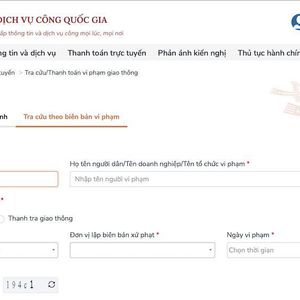 DỊCH VỤ CÔNG QUỐC GIA
ấp thông tin và dịch vụ công mọi lúc, mọi nơi
ng tin và dịch vụ Thanh toán trực tuyến Phản ánh kiến nghị Thủ tục hành chín
tuyến > Tra cứu/Thanh toán vi phạm giao thông
nh Tra cứu theo biên bản vi phạm
Họ tên người dân/Tên doanh nghiệp/Tên tổ chức vi phạm *
Nhập tên người vi phạm
*
Thanh tra giao thông
Đơn vị lập biên bản xử phạt * Ngày vi phạm *
Chọn thời gian
194c1